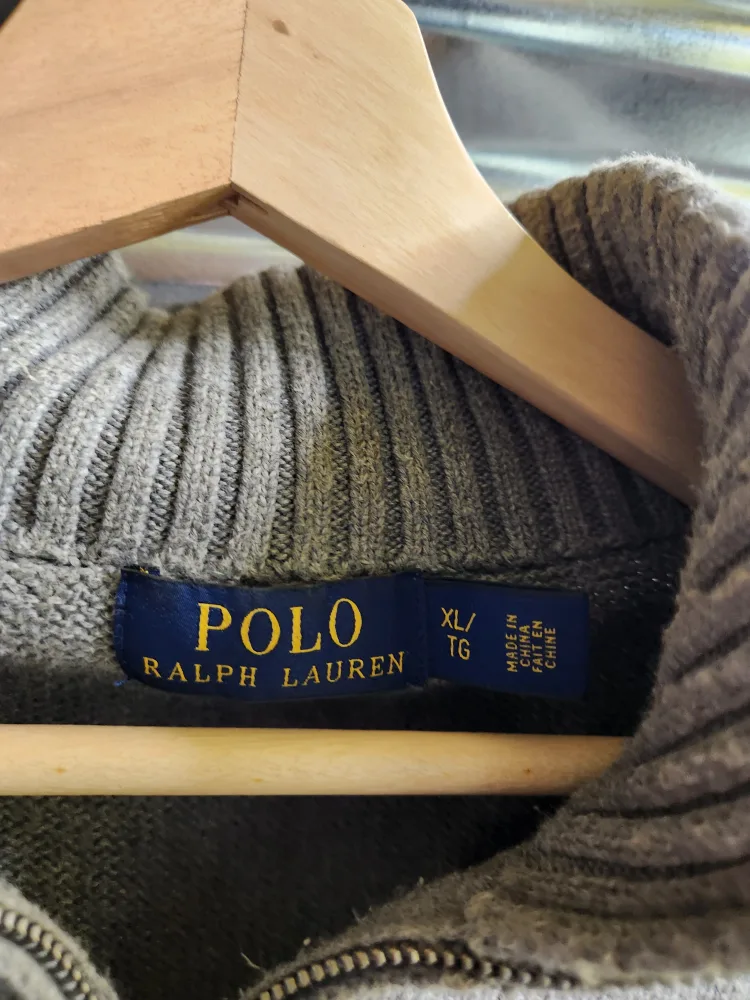 POLO
RALPH LAUREN
XL/
TG
MADE IN
CHINA
FAIT EN
CHINE